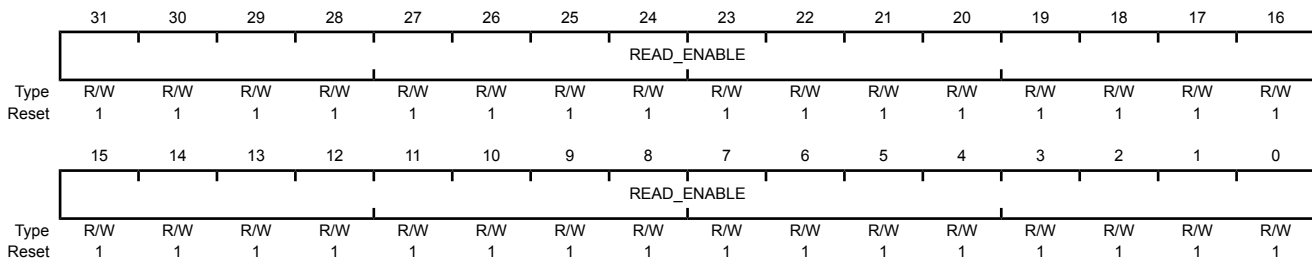 31 30 29 28 27 26 25 24 23 22 21 20 19 18 17 16
READ_ENABLE
Type R/W R/W R/W R/W R/W R/W R/W R/W R/W R/W R/W R/W R/W R/W R/W R/W
Reset 1 1 1 1 1 1 1 1 1 1 1 1 1 1 1 1
15 14 13 12 11 10 9 8 7 6 5 4 3 2 1 0
READ_ENABLE
Type R/W R/W R/W R/W R/W R/W R/W R/W R/W R/W R/W R/W R/W R/W R/W R/W
Reset 1 1 1 1 1 1 1 1 1 1 1 1 1 1 1 1